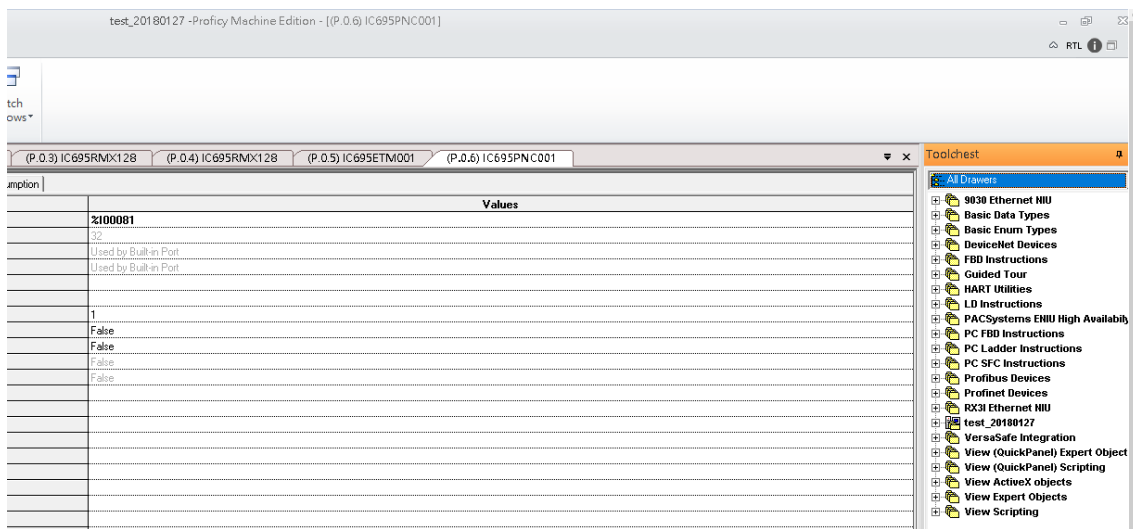 test_20180127 -Proficy Machine Edition - [(P.0.6) IC695PNC001]
RTL
tch
ows
(P.0.3) IC695RMX128 (P.0.4) IC695RMX128 (P.0.5) IC695ETM001 (P.0.6) IC695PNC001
umption
Values
%I00081
32
Used by Built-in Port
Used by Built-in Port
1
False
False
False
False
Toolchest
All Drawers
9030 Ethernet NIU
Basic Data Types
Basic Enum Types
DeviceNet Devices
FBD Instructions
Guided Tour
HART Utilities
LD Instructions
PACSystems ENIU High Availabily
PC FBD Instructions
PC Ladder Instructions
PC SFC Instructions
Profibus Devices
Profinet Devices
RX3I Ethernet NIU
test_20180127
VersaSafe Integration
View (QuickPanel) Expert Object
View (QuickPanel) Scripting
View ActiveX objects
View Expert Objects
View Scripting